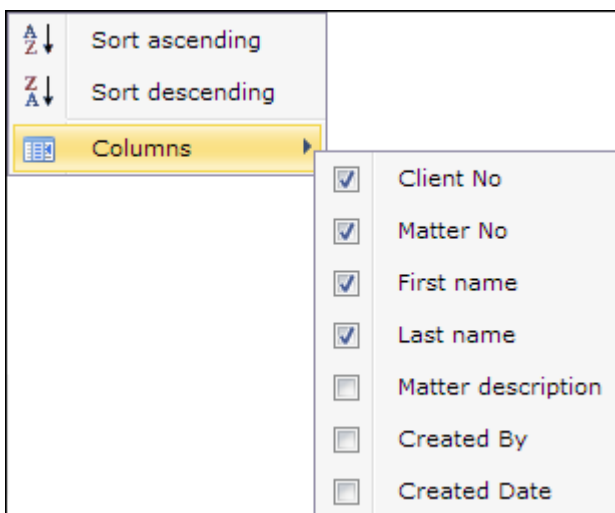 A
Z
Sort ascending
Z
A
Sort descending
Columns
Client No
Matter No
First name
Last name
Matter description
Created By
Created Date